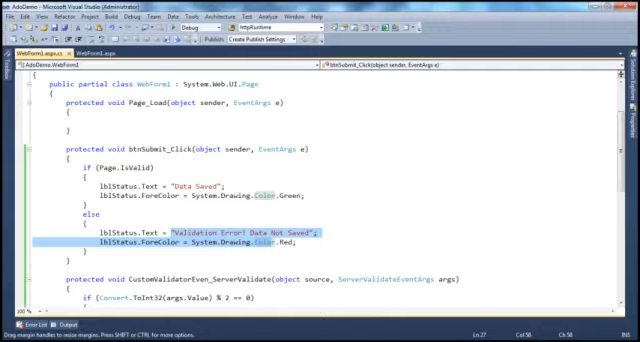 AdoDemo - Microsoft Visual Studio (Administrator)
File Edit View Refactor Project Build Debug Team Data Tools Architecture Test Analyze Window Help
Debug httpRuntime
Publish: Create Publish Settings
WebForm1.aspx.cs WebForm1.aspx
AdoDemo.WebForm1 btnSubmit_Click(object sender, EventArgs e)
{
public partial class WebForm1 : System.Web.UI.Page
{
protected void Page_Load(object sender, EventArgs e)
{
}
protected void btnSubmit_Click(object sender, EventArgs e)
{
if (Page.IsValid)
{
lblStatus.Text = "Data Saved";
lblStatus.ForeColor = System.Drawing.Color.Green;
}
else
{
lblStatus.Text = "Validation Error! Data Not Saved";
lblStatus.ForeColor = System.Drawing.Color.Red;
}
}
protected void CustomValidatorEven_ServerValidate(object source, ServerValidateEventArgs args)
{
if (Convert.ToInt32(args.Value) % 2 == 0)
{
Toolbox
Solution Explorer
Properties
100 %
Error List Output
Drag margin handles to resize margins. Press SHIFT or CTRL for more options. Ln 27 Col 58 Ch 58 INS